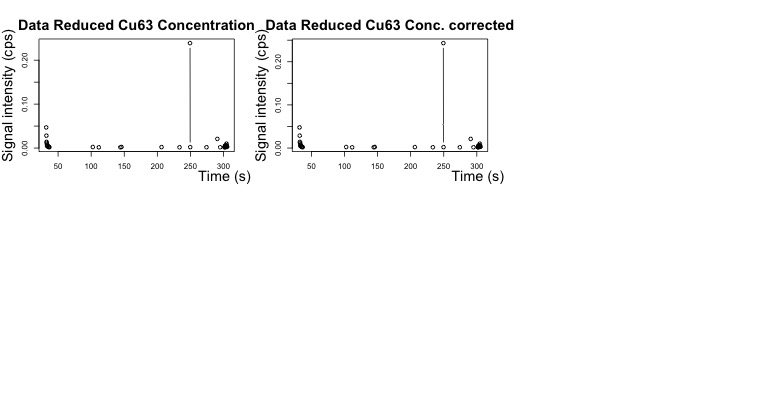 Data Reduced Cu63 Concentration
Signal intensity (cps)
0.00 0.10 0.20
50 100 150 200 250 300
Time (s)
Data Reduced Cu63 Conc. corrected
Signal intensity (cps)
0.00 0.10 0.20
50 100 150 200 250 300
Time (s)